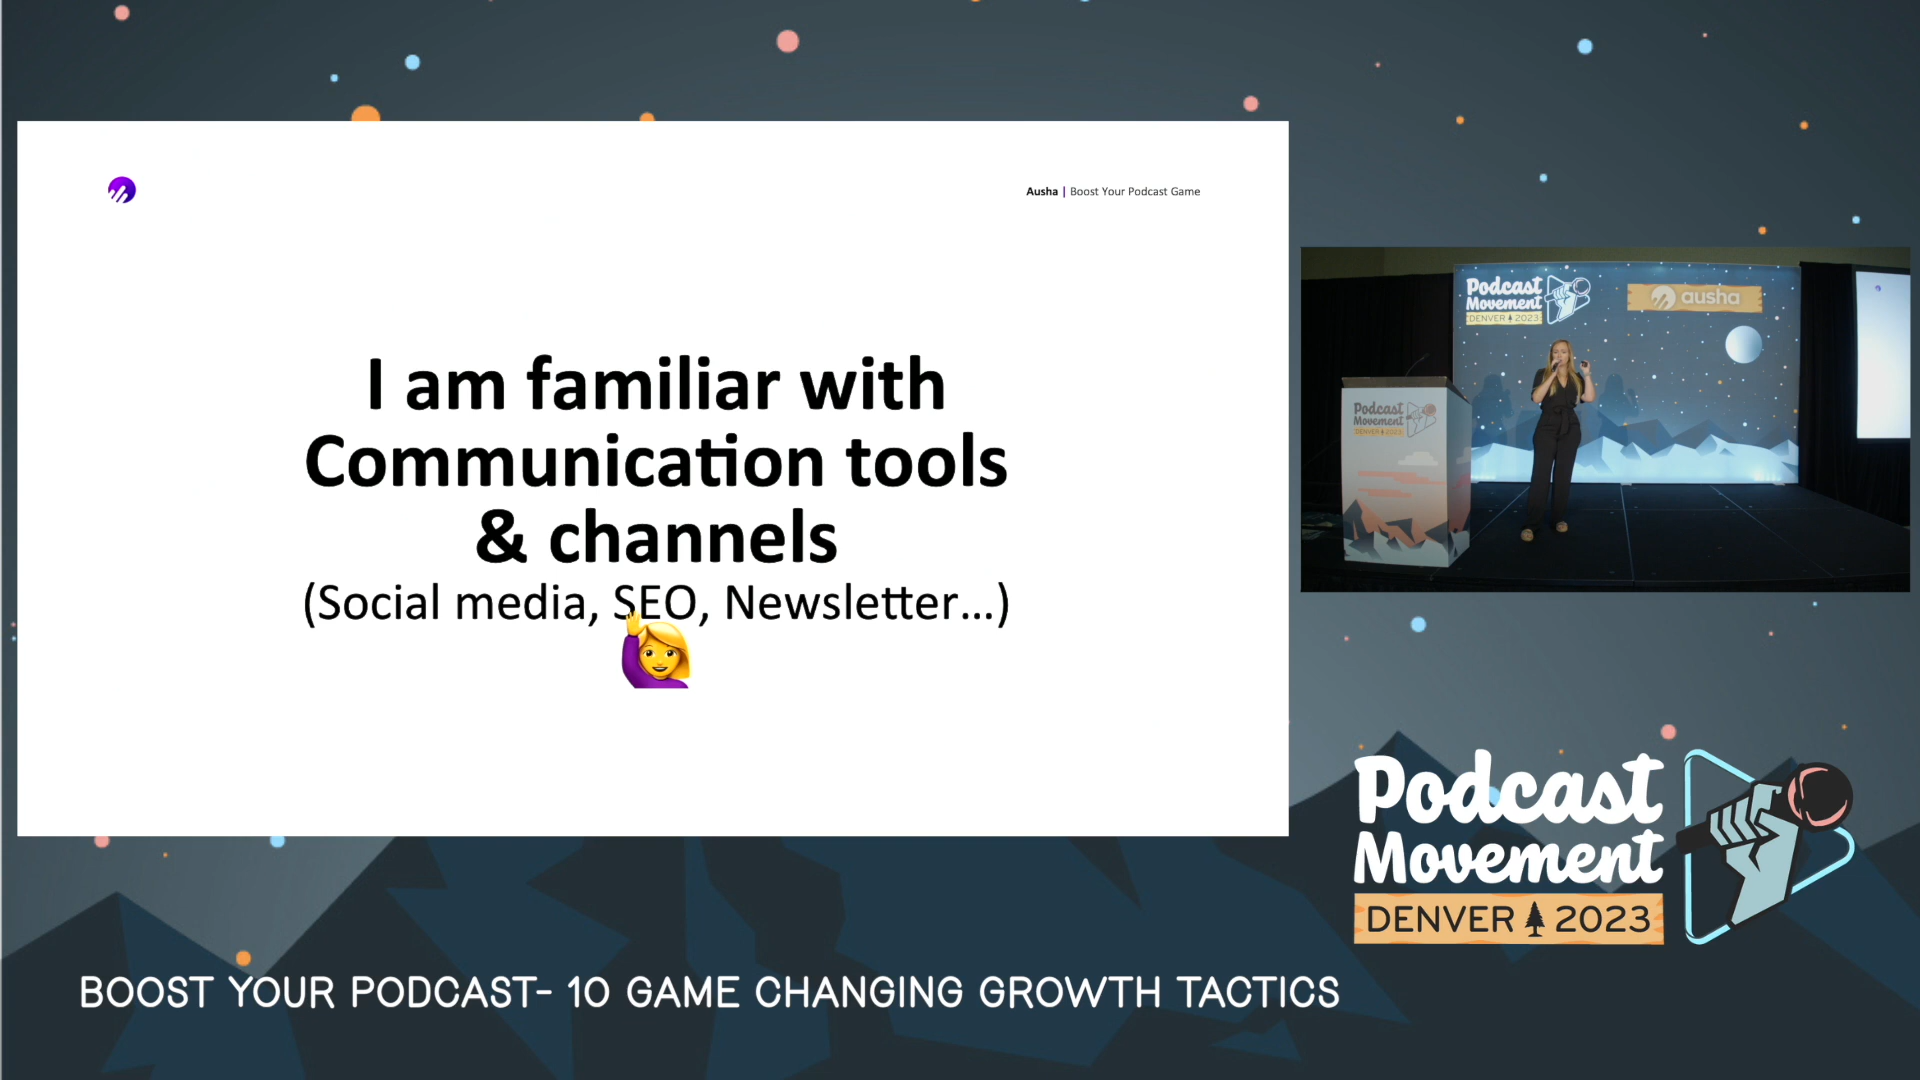 Ausha | Boost Your Podcast Game
I am familiar with
Communication tools
& channels
(Social media, SEO, Newsletter...)
Podcast
Movement
DENVER 2023
ausha
Podcast
Movement
DENVER 2023
Podcast
Movement
DENVER 2023
BOOST YOUR PODCAST- 10 GAME CHANGING GROWTH TACTICS